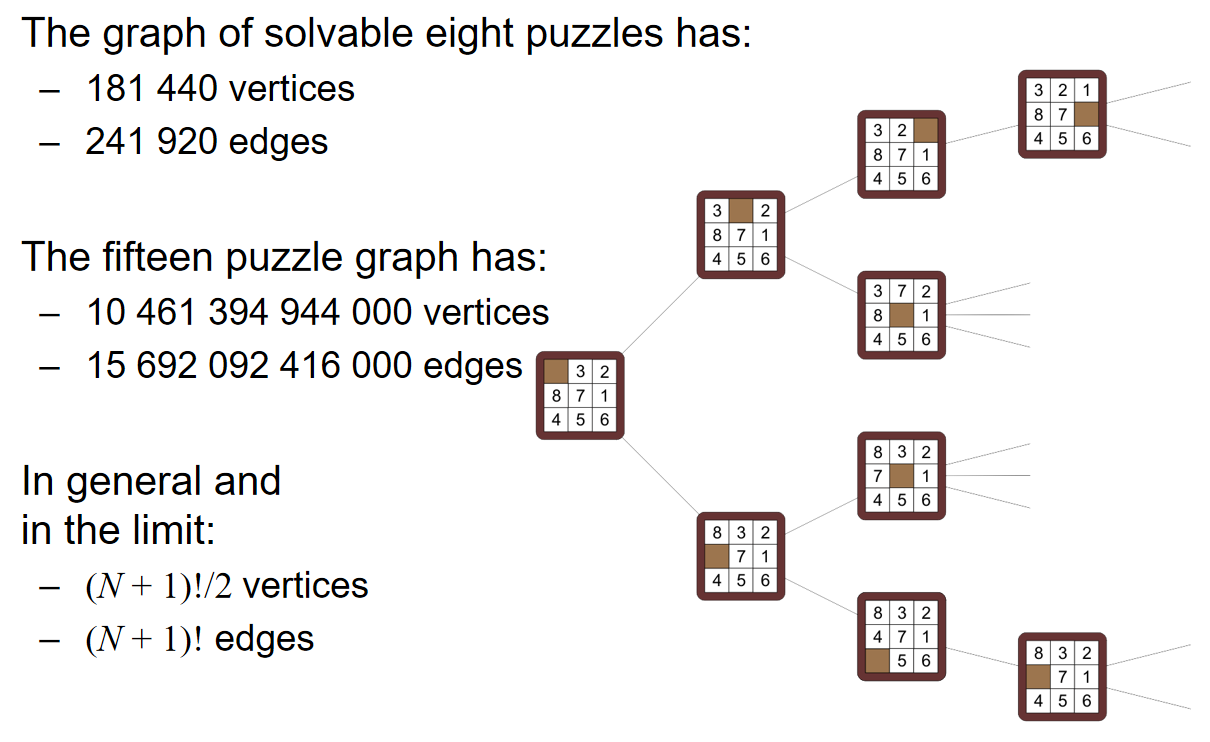 The graph of solvable eight puzzles has:
– 181 440 vertices
– 241 920 edges
The fifteen puzzle graph has:
– 10 461 394 944 000 vertices
– 15 692 092 416 000 edges
In general and
in the limit:
– (N + 1)!/2 vertices
– (N + 1)! edges
3 2
8 7 1
4 5 6
3 2
8 7 1
4 5 6
8 3 2
7 1
4 5 6
3 2
8 7 1
4 5 6
3 7 2
8 1
4 5 6
8 3 2
7 1
4 5 6
8 3 2
4 7 1
5 6
3 2 1
8 7
4 5 6
8 3 2
7 1
4 5 6